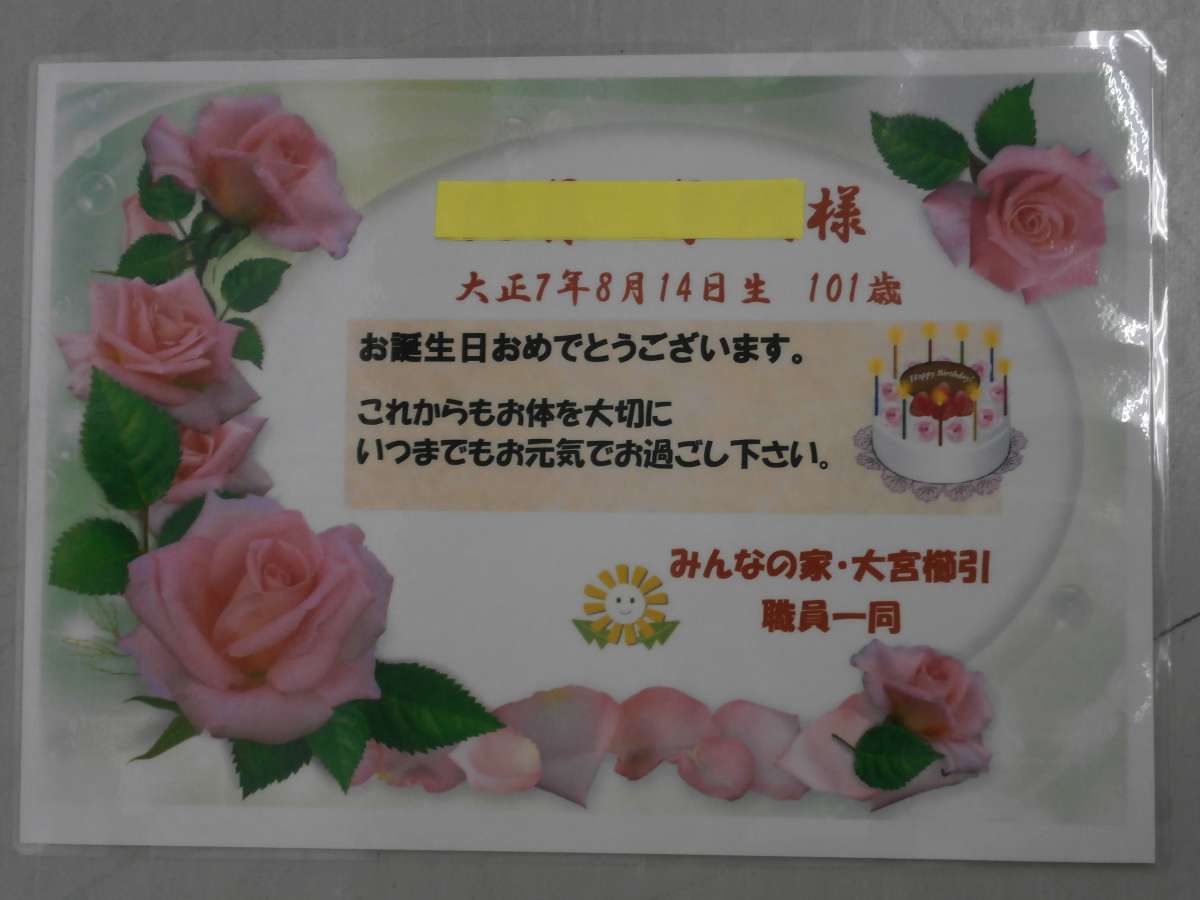 様
大正7年8月14日生 101歳
お誕生日おめでとうございます。
Happy Birthday!
これからもお体を大切に
いつまでもお元気でお過ごし下さい。
みんなの家・大宮櫛引
職員一同